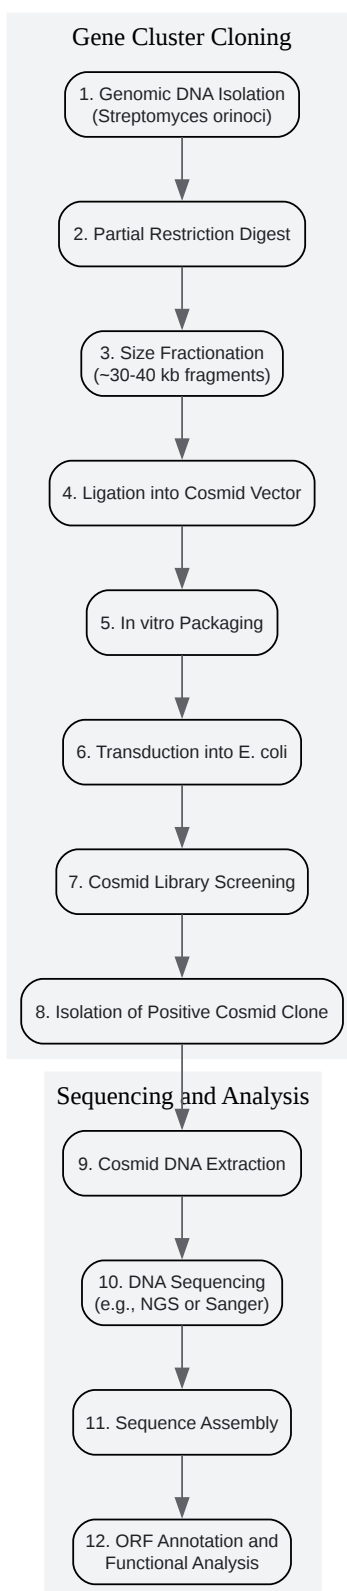 Gene Cluster Cloning
1. Genomic DNA Isolation
(Streptomyces orinoci)
2. Partial Restriction Digest
3. Size Fractionation
(~30-40 kb fragments)
4. Ligation into Cosmid Vector
5. In vitro Packaging
6. Transduction into E. coli
7. Cosmid Library Screening
8. Isolation of Positive Cosmid Clone
Sequencing and Analysis
9. Cosmid DNA Extraction
10. DNA Sequencing
(e.g., NGS or Sanger)
11. Sequence Assembly
12. ORF Annotation and
Functional Analysis